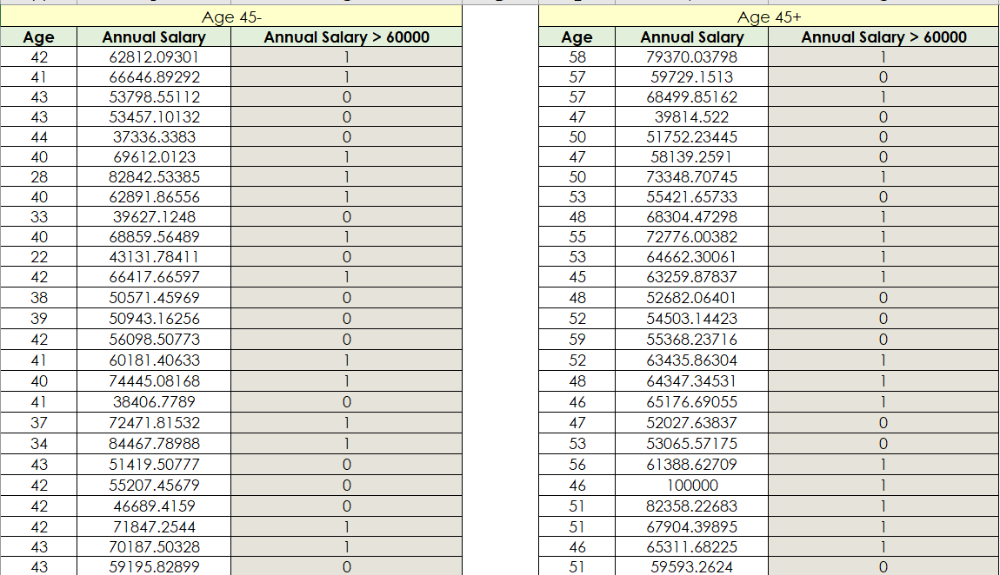 Age 45- Age 45+
Age Annual Salary Annual Salary > 60000 Age Annual Salary Annual Salary > 60000
42 62812.09301 1 58 79370.03798 1
41 66646.89292 1 57 59729.1513 0
43 53798.55112 0 57 68499.85162 1
43 53457.10132 0 47 39814.522 0
44 37336.3383 0 50 51752.23445 0
40 69612.0123 1 47 58139.2591 0
28 82842.53385 1 50 73348.70745 1
40 62891.86556 1 53 55421.65733 0
33 39627.1248 0 48 68304.47298 1
40 68859.56489 1 55 72776.00382 1
22 43131.78411 0 53 64662.30061 1
42 66417.66597 1 45 63259.87837 1
38 50571.45969 0 48 52682.06401 0
39 50943.16256 0 52 54503.14423 0
42 56098.50773 0 59 55368.23716 0
41 60181.40633 1 52 63435.86304 1
40 74445.08168 1 48 64347.34531 1
41 38406.7789 0 46 65176.69055 1
37 72471.81532 1 47 52027.63837 0
34 84467.78988 1 53 53065.57175 0
43 51419.50777 0 56 61388.62709 1
42 55207.45679 0 46 100000 1
42 46689.4159 0 51 82358.22683 1
42 71847.2544 1 51 67904.39895 1
43 70187.50328 1 46 65311.68225 1
43 59195.82899 0 51 59593.2624 0